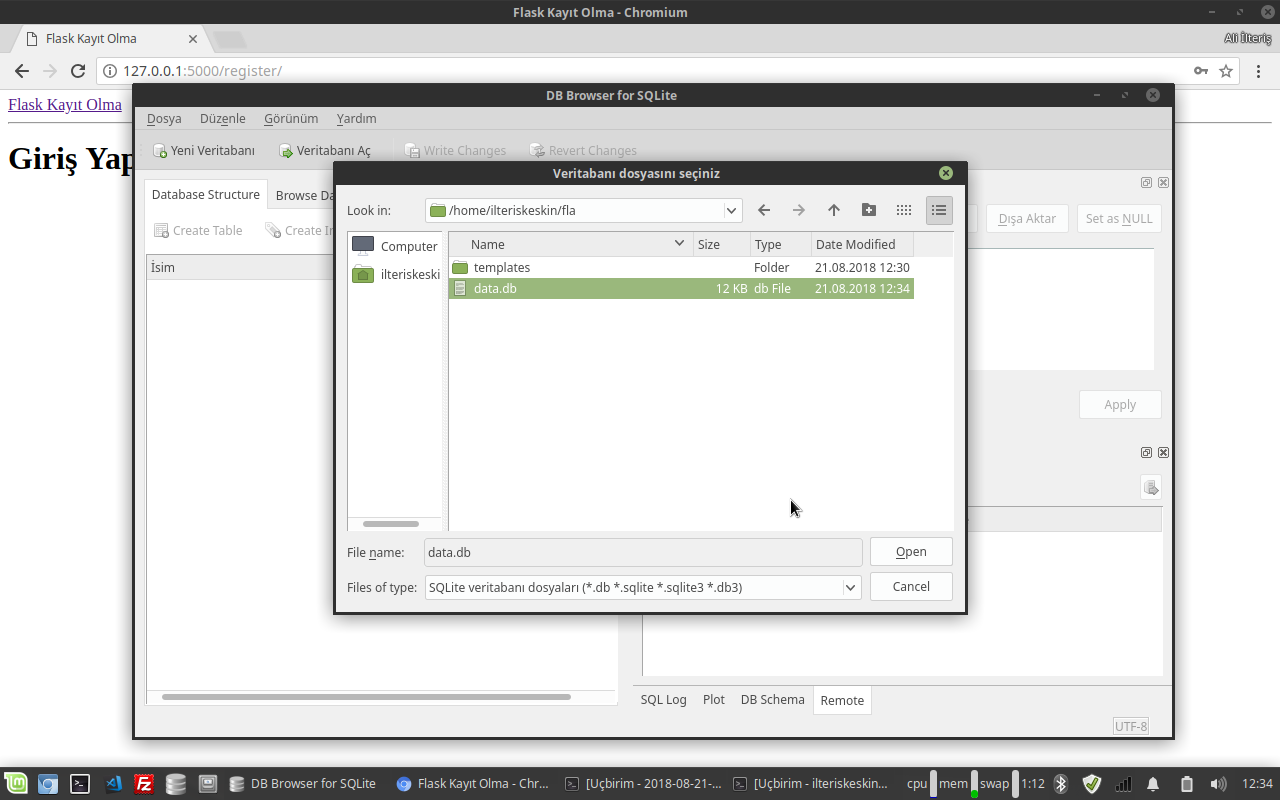 Flask Kayıt Olma - Chromium
Flask Kayıt Olma
Ali İlteriş
127.0.0.1:5000/register/
Flask Kayıt Olma
Giriş Yap
DB Browser for SQLite
Dosya Düzenle Görünüm Yardım
Yeni Veritabanı Veritabanı Aç Write Changes Revert Changes
Database Structure Browse Da
Create Table Create In
İsim
Dışa Aktar Set as NULL
Apply
Veritabanı dosyasını seçiniz
Look in: /home/ilteriskeskin/fla
Computer
ilteriskeski
Name Size Type Date Modified
templates Folder 21.08.2018 12:30
data.db 12 KB db File 21.08.2018 12:34
File name: data.db Open
Files of type: SQLite veritabanı dosyaları (*.db *.sqlite *.sqlite3 *.db3) Cancel
SQL Log Plot DB Schema Remote
UTF-8
DB Browser for SQLite Flask Kayıt Olma - Chr... [Uçbirim - 2018-08-21-... [Uçbirim - ilteriskeskin... cpu mem swap 1:12 12:34